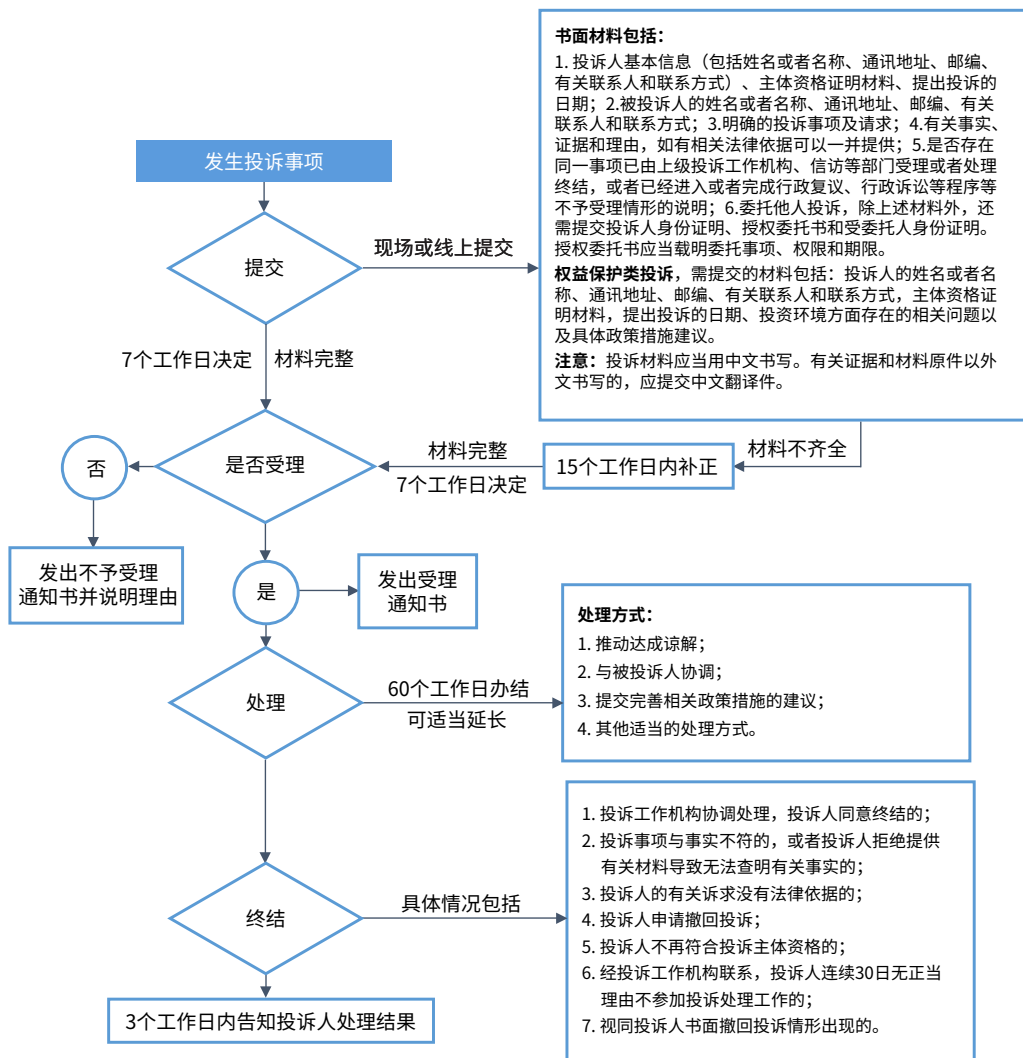 发生投诉事项
提交
现场或线上提交
书面材料包括：
1. 投诉人基本信息（包括姓名或者名称、通讯地址、邮编、
有关联系人和联系方式）、主体资格证明材料、提出投诉的
日期；2.被投诉人的姓名或者名称、通讯地址、邮编、有关
联系人和联系方式；3.明确的投诉事项及请求；4.有关事实、
证据和理由，如有相关法律依据可以一并提供；5.是否存在
同一事项已由上级投诉工作机构、信访等部门受理或者处理
终结，或者已经进入或者完成行政复议、行政诉讼等程序等
不予受理情形的说明；6.委托他人投诉，除上述材料外，还
需提交投诉人身份证明、授权委托书和受委托人身份证明。
授权委托书应当载明委托事项、权限和期限。
权益保护类投诉，需提交的材料包括：投诉人的姓名或者名
称、通讯地址、邮编、有关联系人和联系方式，主体资格证
明材料，提出投诉的日期、投资环境方面存在的相关问题以
及具体政策措施建议。
注意：投诉材料应当用中文书写。有关证据和材料原件以外
文书写的，应提交中文翻译件。
7个工作日决定
材料完整
是否受理
材料完整
7个工作日决定
15个工作日内补正
材料不齐全
否
发出不予受理
通知书并说明理由
是
发出受理
通知书
处理
60个工作日办结
可适当延长
处理方式：
1. 推动达成谅解；
2. 与被投诉人协调；
3. 提交完善相关政策措施的建议；
4. 其他适当的处理方式。
终结
具体情况包括
1. 投诉工作机构协调处理，投诉人同意终结的；
2. 投诉事项与事实不符的，或者投诉人拒绝提供
有关材料导致无法查明有关事实的；
3. 投诉人的有关诉求没有法律依据的；
4. 投诉人申请撤回投诉；
5. 投诉人不再符合投诉主体资格的；
6. 经投诉工作机构联系，投诉人连续30日无正当
理由不参加投诉处理工作的；
7. 视同投诉人书面撤回投诉情形出现的。
3个工作日内告知投诉人处理结果